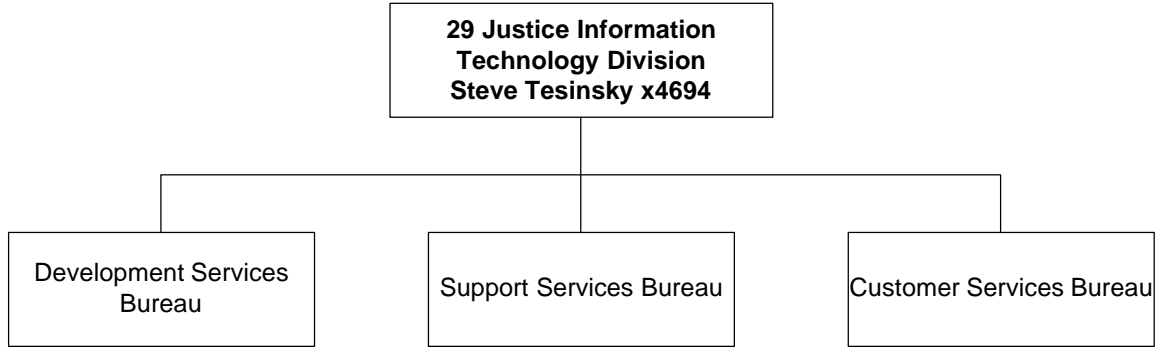 29 Justice Information
Technology Division
Steve Tesinsky x4694
Development Services
Bureau
Support Services Bureau
Customer Services Bureau